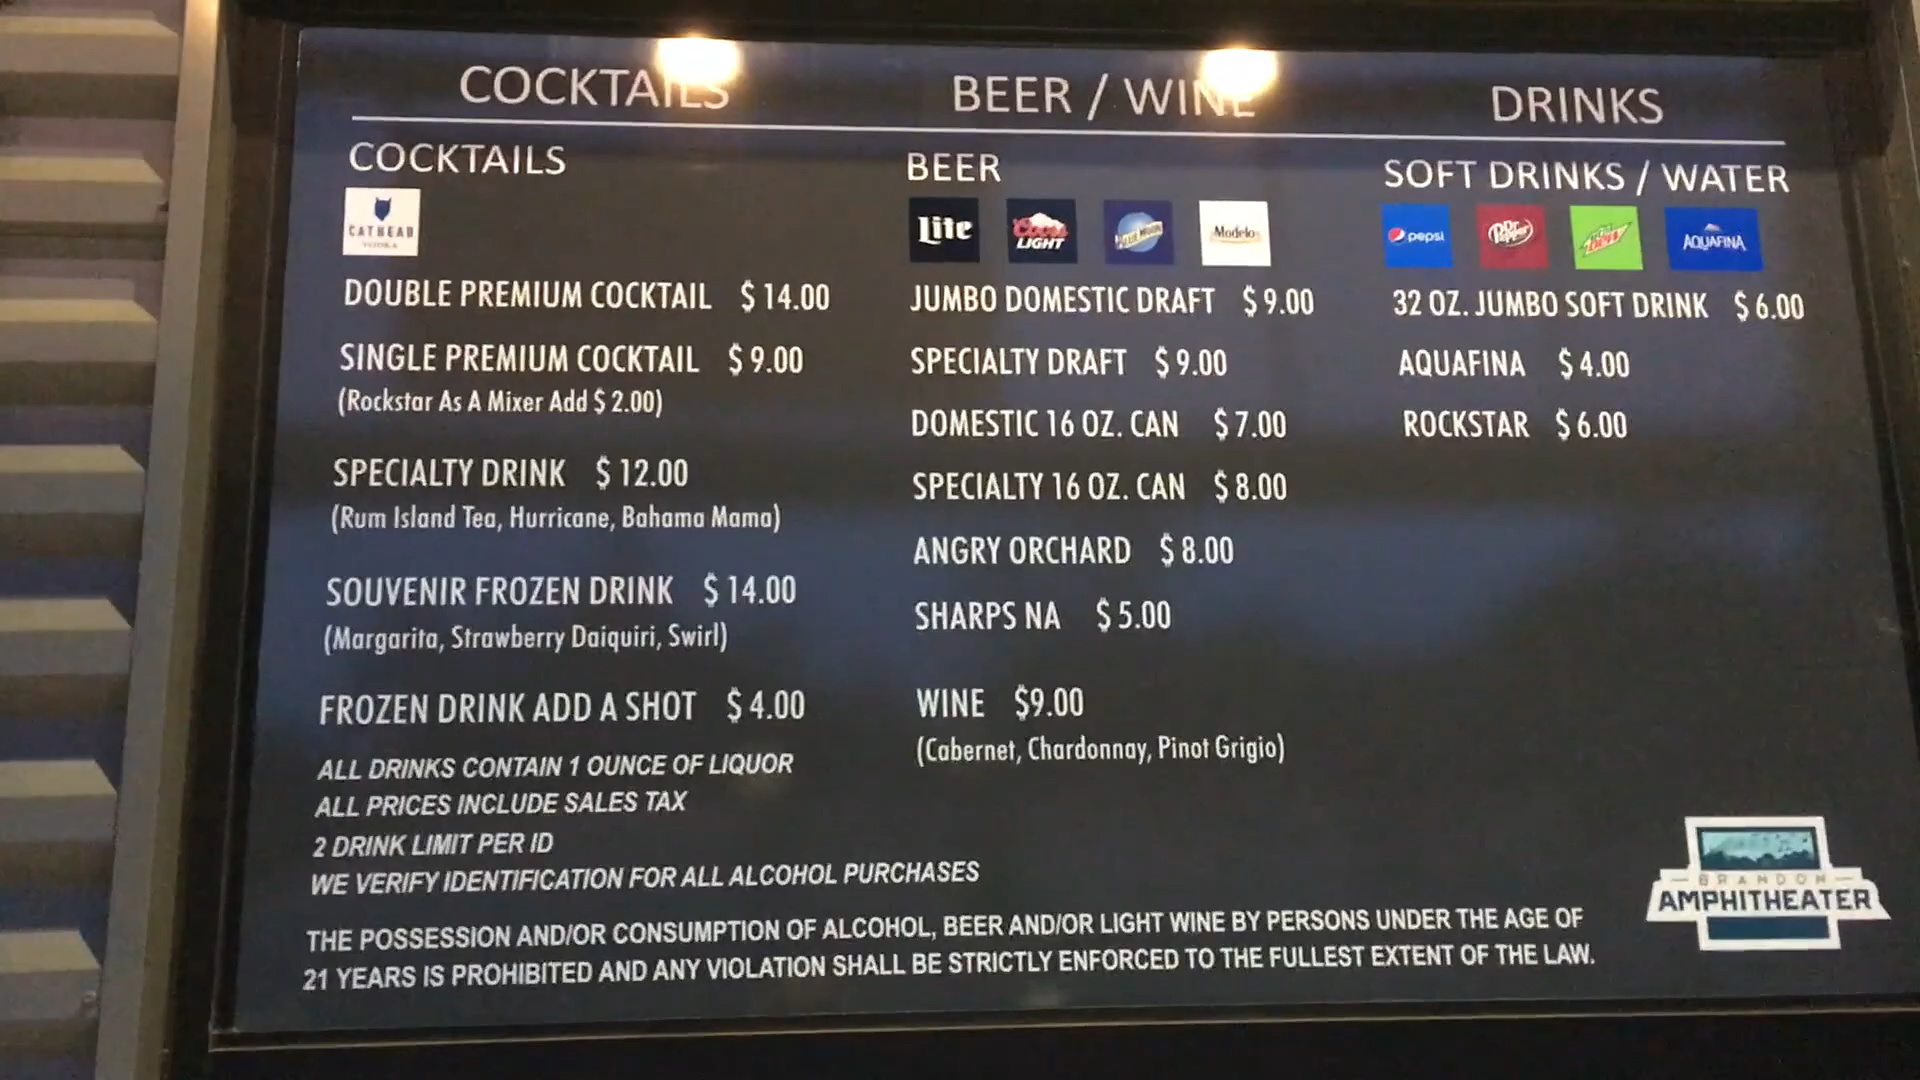 COCKTAILS
COCKTAILS
CATHEAD
VODKA
DOUBLE PREMIUM COCKTAIL $ 14.00
SINGLE PREMIUM COCKTAIL $ 9.00
(Rockstar As A Mixer Add $ 2.00)
SPECIALTY DRINK $ 12.00
(Rum Island Tea, Hurricane, Bahama Mama)
SOUVENIR FROZEN DRINK $ 14.00
(Margarita, Strawberry Daiquiri, Swirl)
FROZEN DRINK ADD A SHOT $ 4.00
ALL DRINKS CONTAIN 1 OUNCE OF LIQUOR
ALL PRICES INCLUDE SALES TAX
2 DRINK LIMIT PER ID
WE VERIFY IDENTIFICATION FOR ALL ALCOHOL PURCHASES
BEER / WINE
BEER
Lite
Coors
LIGHT
BLUE MOON
Modelo
JUMBO DOMESTIC DRAFT $ 9.00
SPECIALTY DRAFT $ 9.00
DOMESTIC 16 OZ. CAN $ 7.00
SPECIALTY 16 OZ. CAN $ 8.00
ANGRY ORCHARD $ 8.00
SHARPS NA $ 5.00
WINE $9.00
(Cabernet, Chardonnay, Pinot Grigio)
DRINKS
SOFT DRINKS / WATER
pepsi
Dr Pepper
mtn dew
AQUAFINA
32 OZ. JUMBO SOFT DRINK $ 6.00
AQUAFINA $ 4.00
ROCKSTAR $ 6.00
THE POSSESSION AND/OR CONSUMPTION OF ALCOHOL, BEER AND/OR LIGHT WINE BY PERSONS UNDER THE AGE OF
21 YEARS IS PROHIBITED AND ANY VIOLATION SHALL BE STRICTLY ENFORCED TO THE FULLEST EXTENT OF THE LAW.
BRANDON
AMPHITHEATER